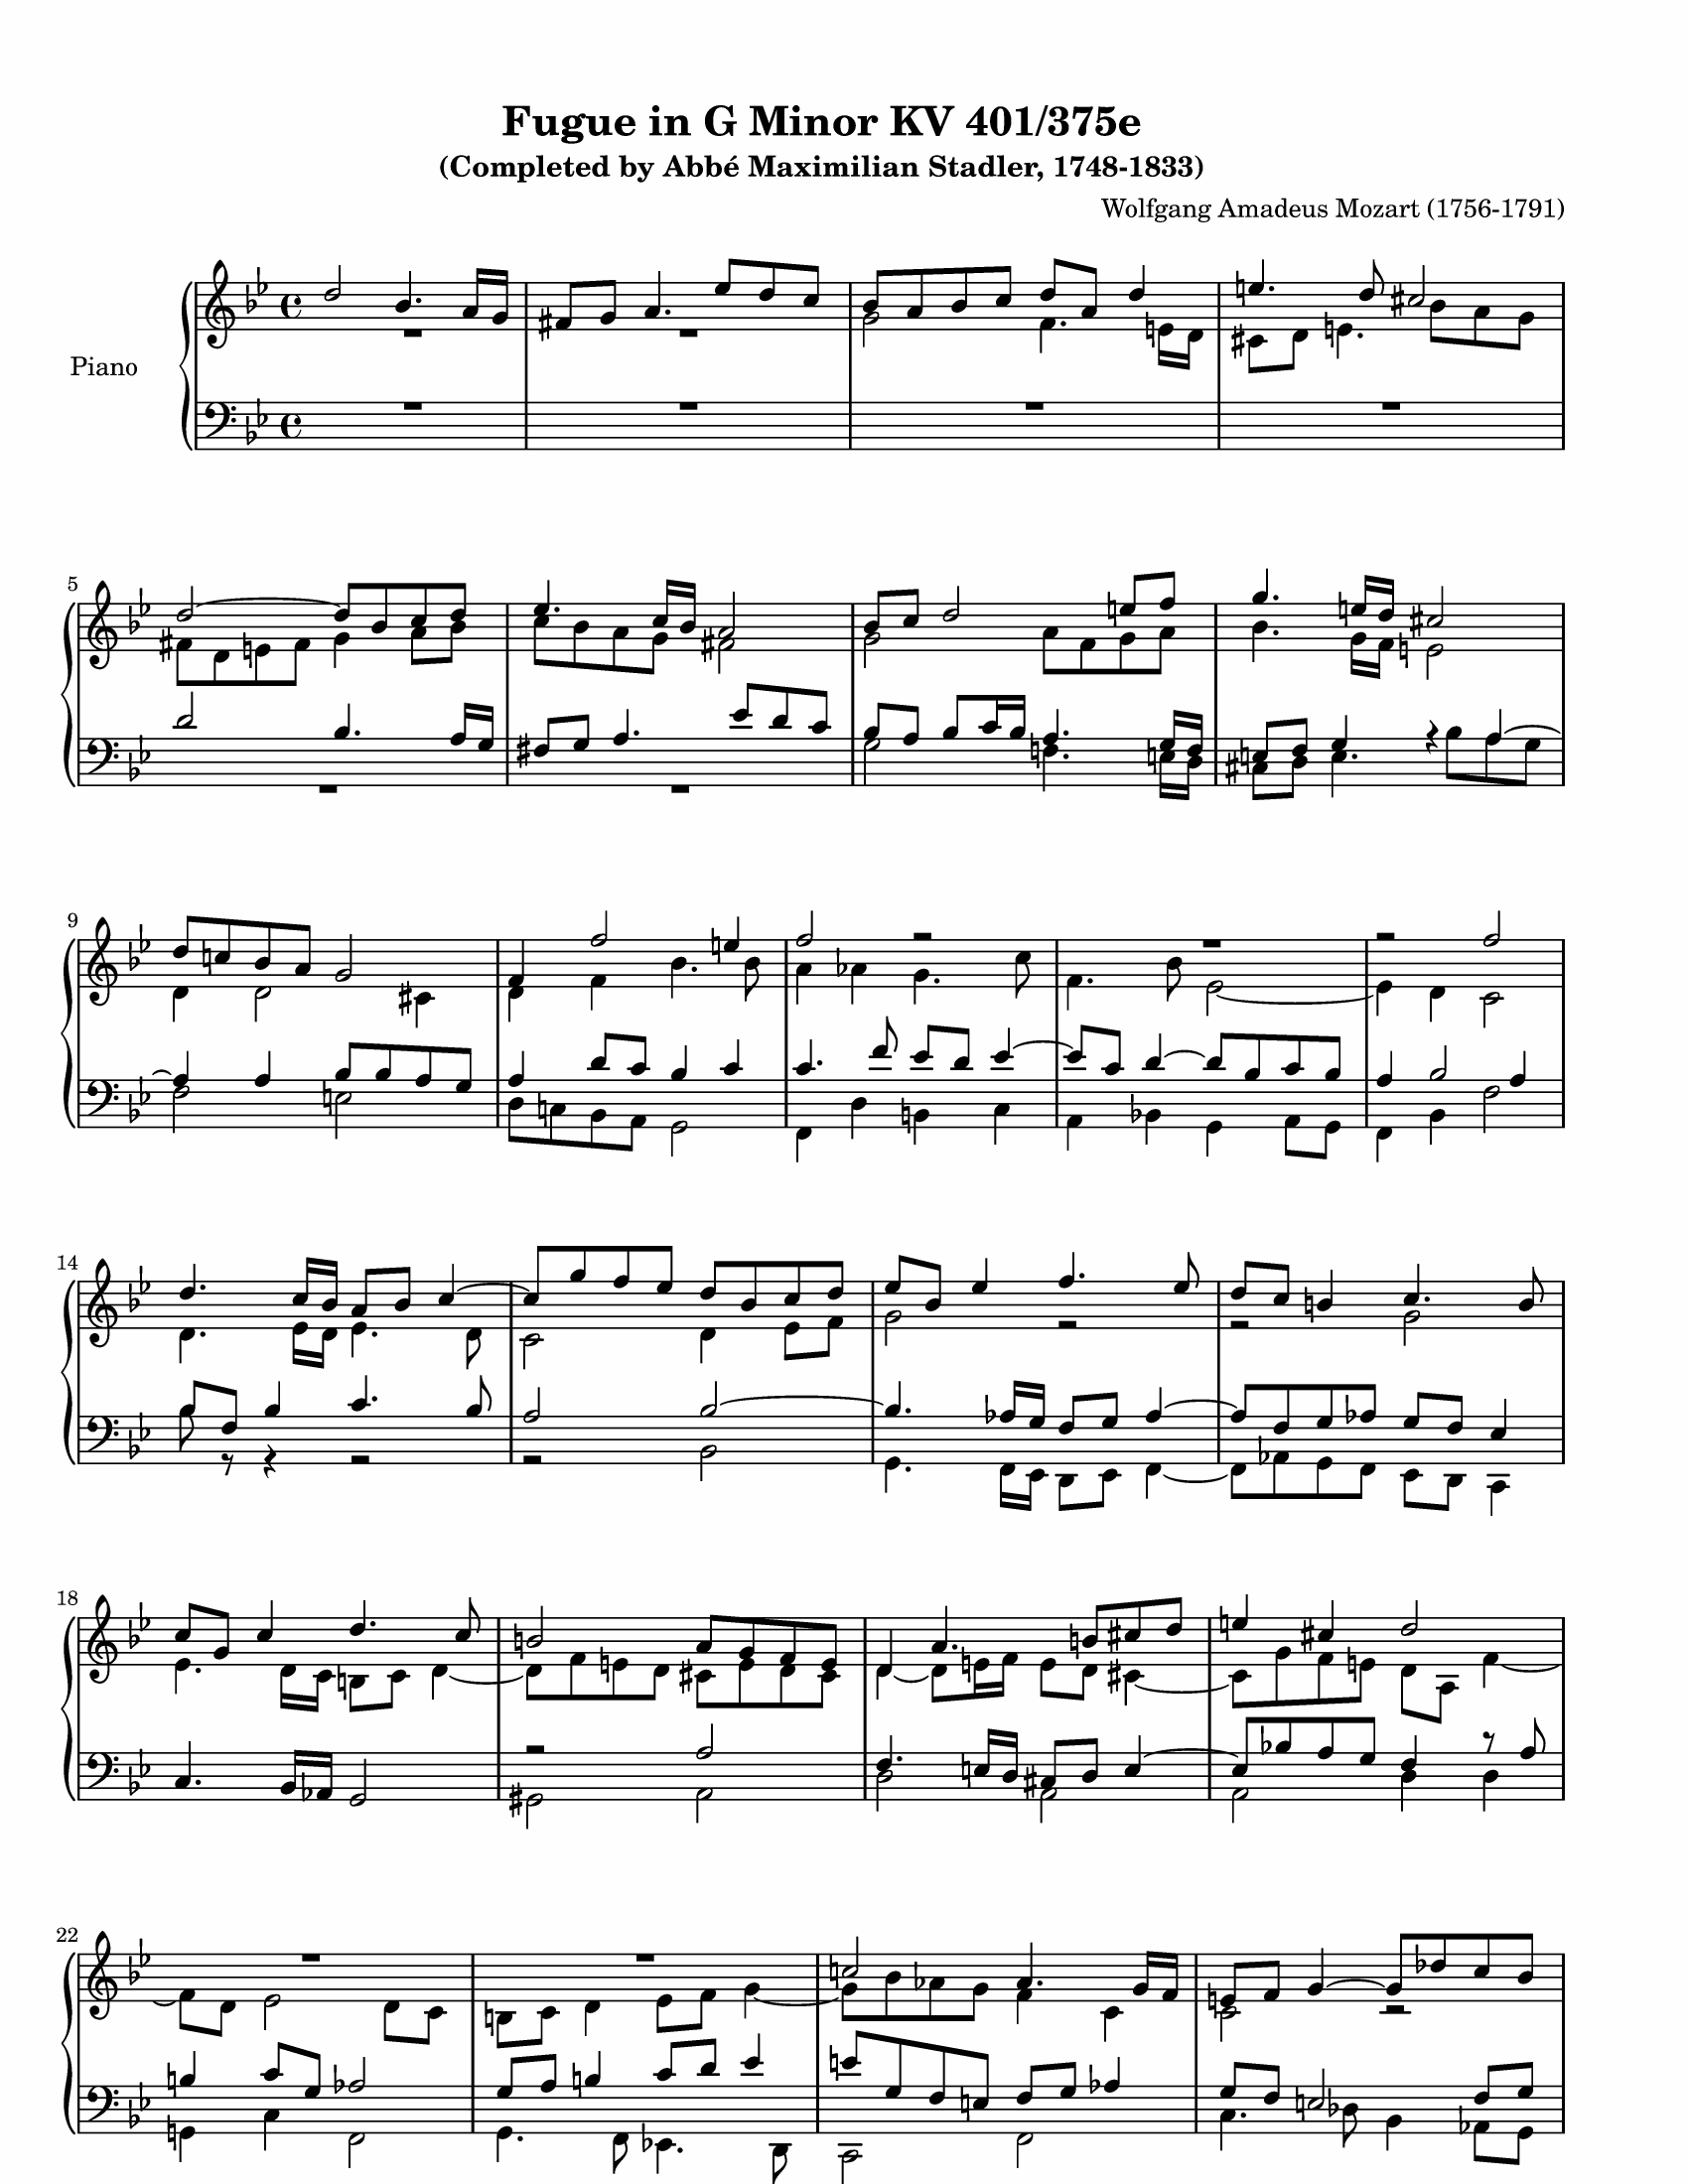 Fugue in G Minor KV 401/375e
(Completed by Abbé Maximilian Stadler, 1748-1833)
Wolfgang Amadeus Mozart (1756-1791)
Piano
5
9
14
18
22